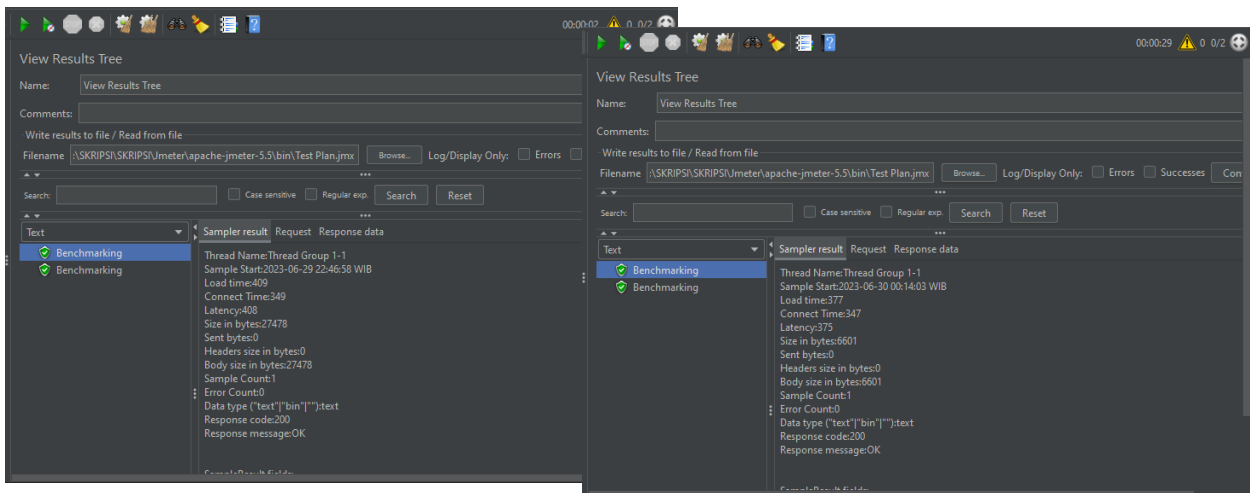 00:00:02 0 0/2
View Results Tree
Name: View Results Tree
Comments:
Write results to file / Read from file
Filename :\SKRIPSI\SKRIPSI\Jmeter\apache-jmeter-5.5\bin\Test Plan.jmx Browse... Log/Display Only: Errors
Search: Case sensitive Regular exp. Search Reset
Text
Benchmarking
Benchmarking
Sampler result Request Response data
Thread Name:Thread Group 1-1
Sample Start:2023-06-29 22:46:58 WIB
Load time:409
Connect Time:349
Latency:408
Size in bytes:27478
Sent bytes:0
Headers size in bytes:0
Body size in bytes:27478
Sample Count:1
Error Count:0
Data type ("text"|"bin"|""):text
Response code:200
Response message:OK
SampleResult fields:
00:00:29 0 0/2
View Results Tree
Name: View Results Tree
Comments:
Write results to file / Read from file
Filename :\SKRIPSI\SKRIPSI\Jmeter\apache-jmeter-5.5\bin\Test Plan.jmx Browse... Log/Display Only: Errors Successes Con
Search: Case sensitive Regular exp. Search Reset
Text
Benchmarking
Benchmarking
Sampler result Request Response data
Thread Name:Thread Group 1-1
Sample Start:2023-06-30 00:14:03 WIB
Load time:377
Connect Time:347
Latency:375
Size in bytes:6601
Sent bytes:0
Headers size in bytes:0
Body size in bytes:6601
Sample Count:1
Error Count:0
Data type ("text"|"bin"|""):text
Response code:200
Response message:OK
SampleResult fields: